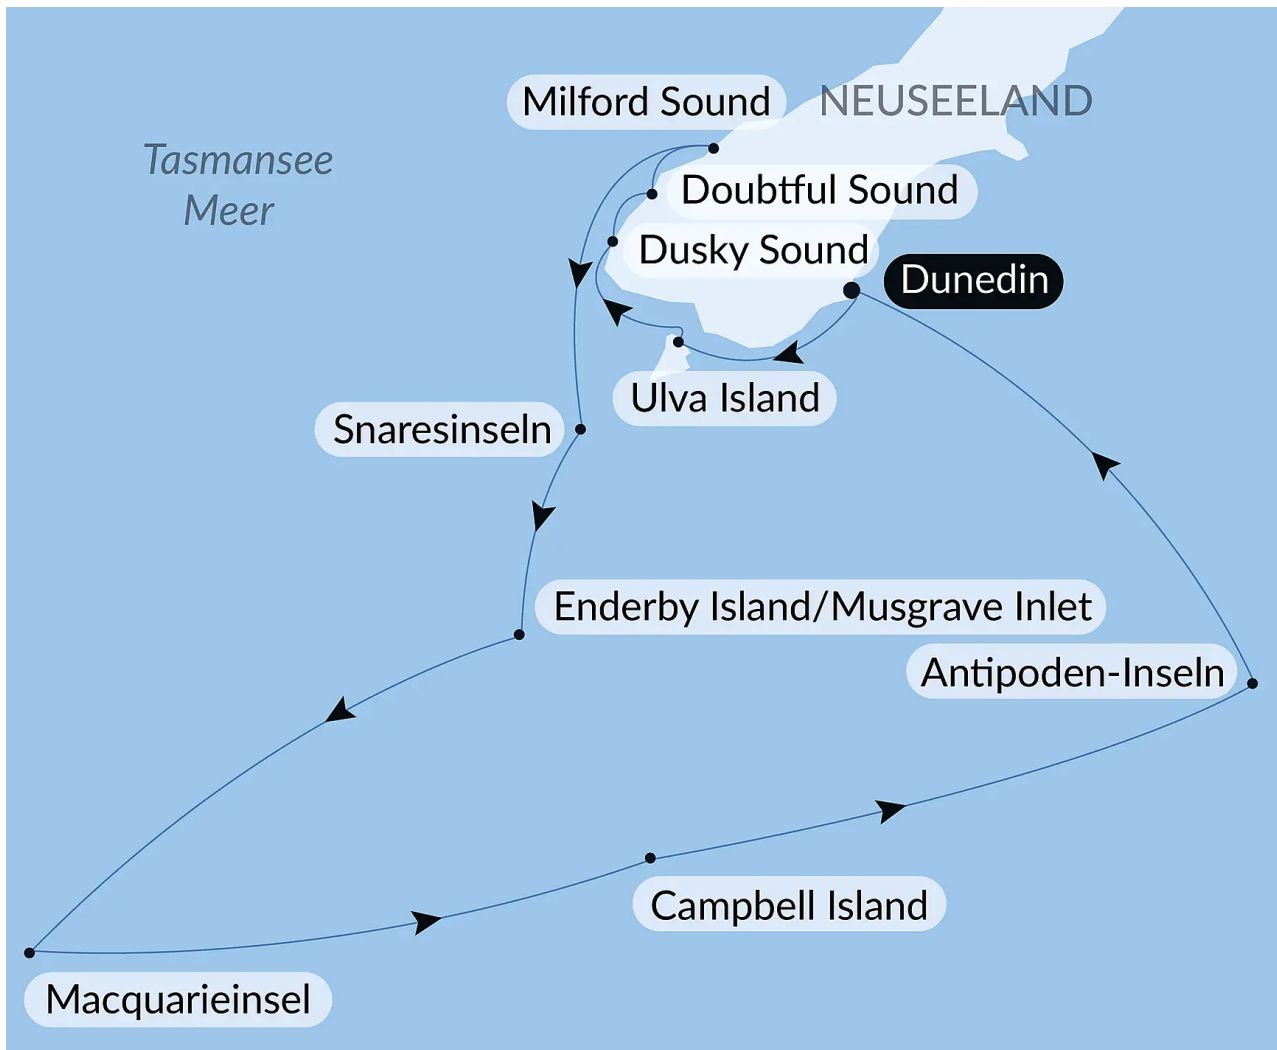 Milford Sound
NEUSEELAND
Tasmansee
Meer
Doubtful Sound
Dusky Sound
Dunedin
Ulva Island
Snaresinseln
Enderby Island/Musgrave Inlet
Antipoden-Inseln
Campbell Island
Macquarieinsel